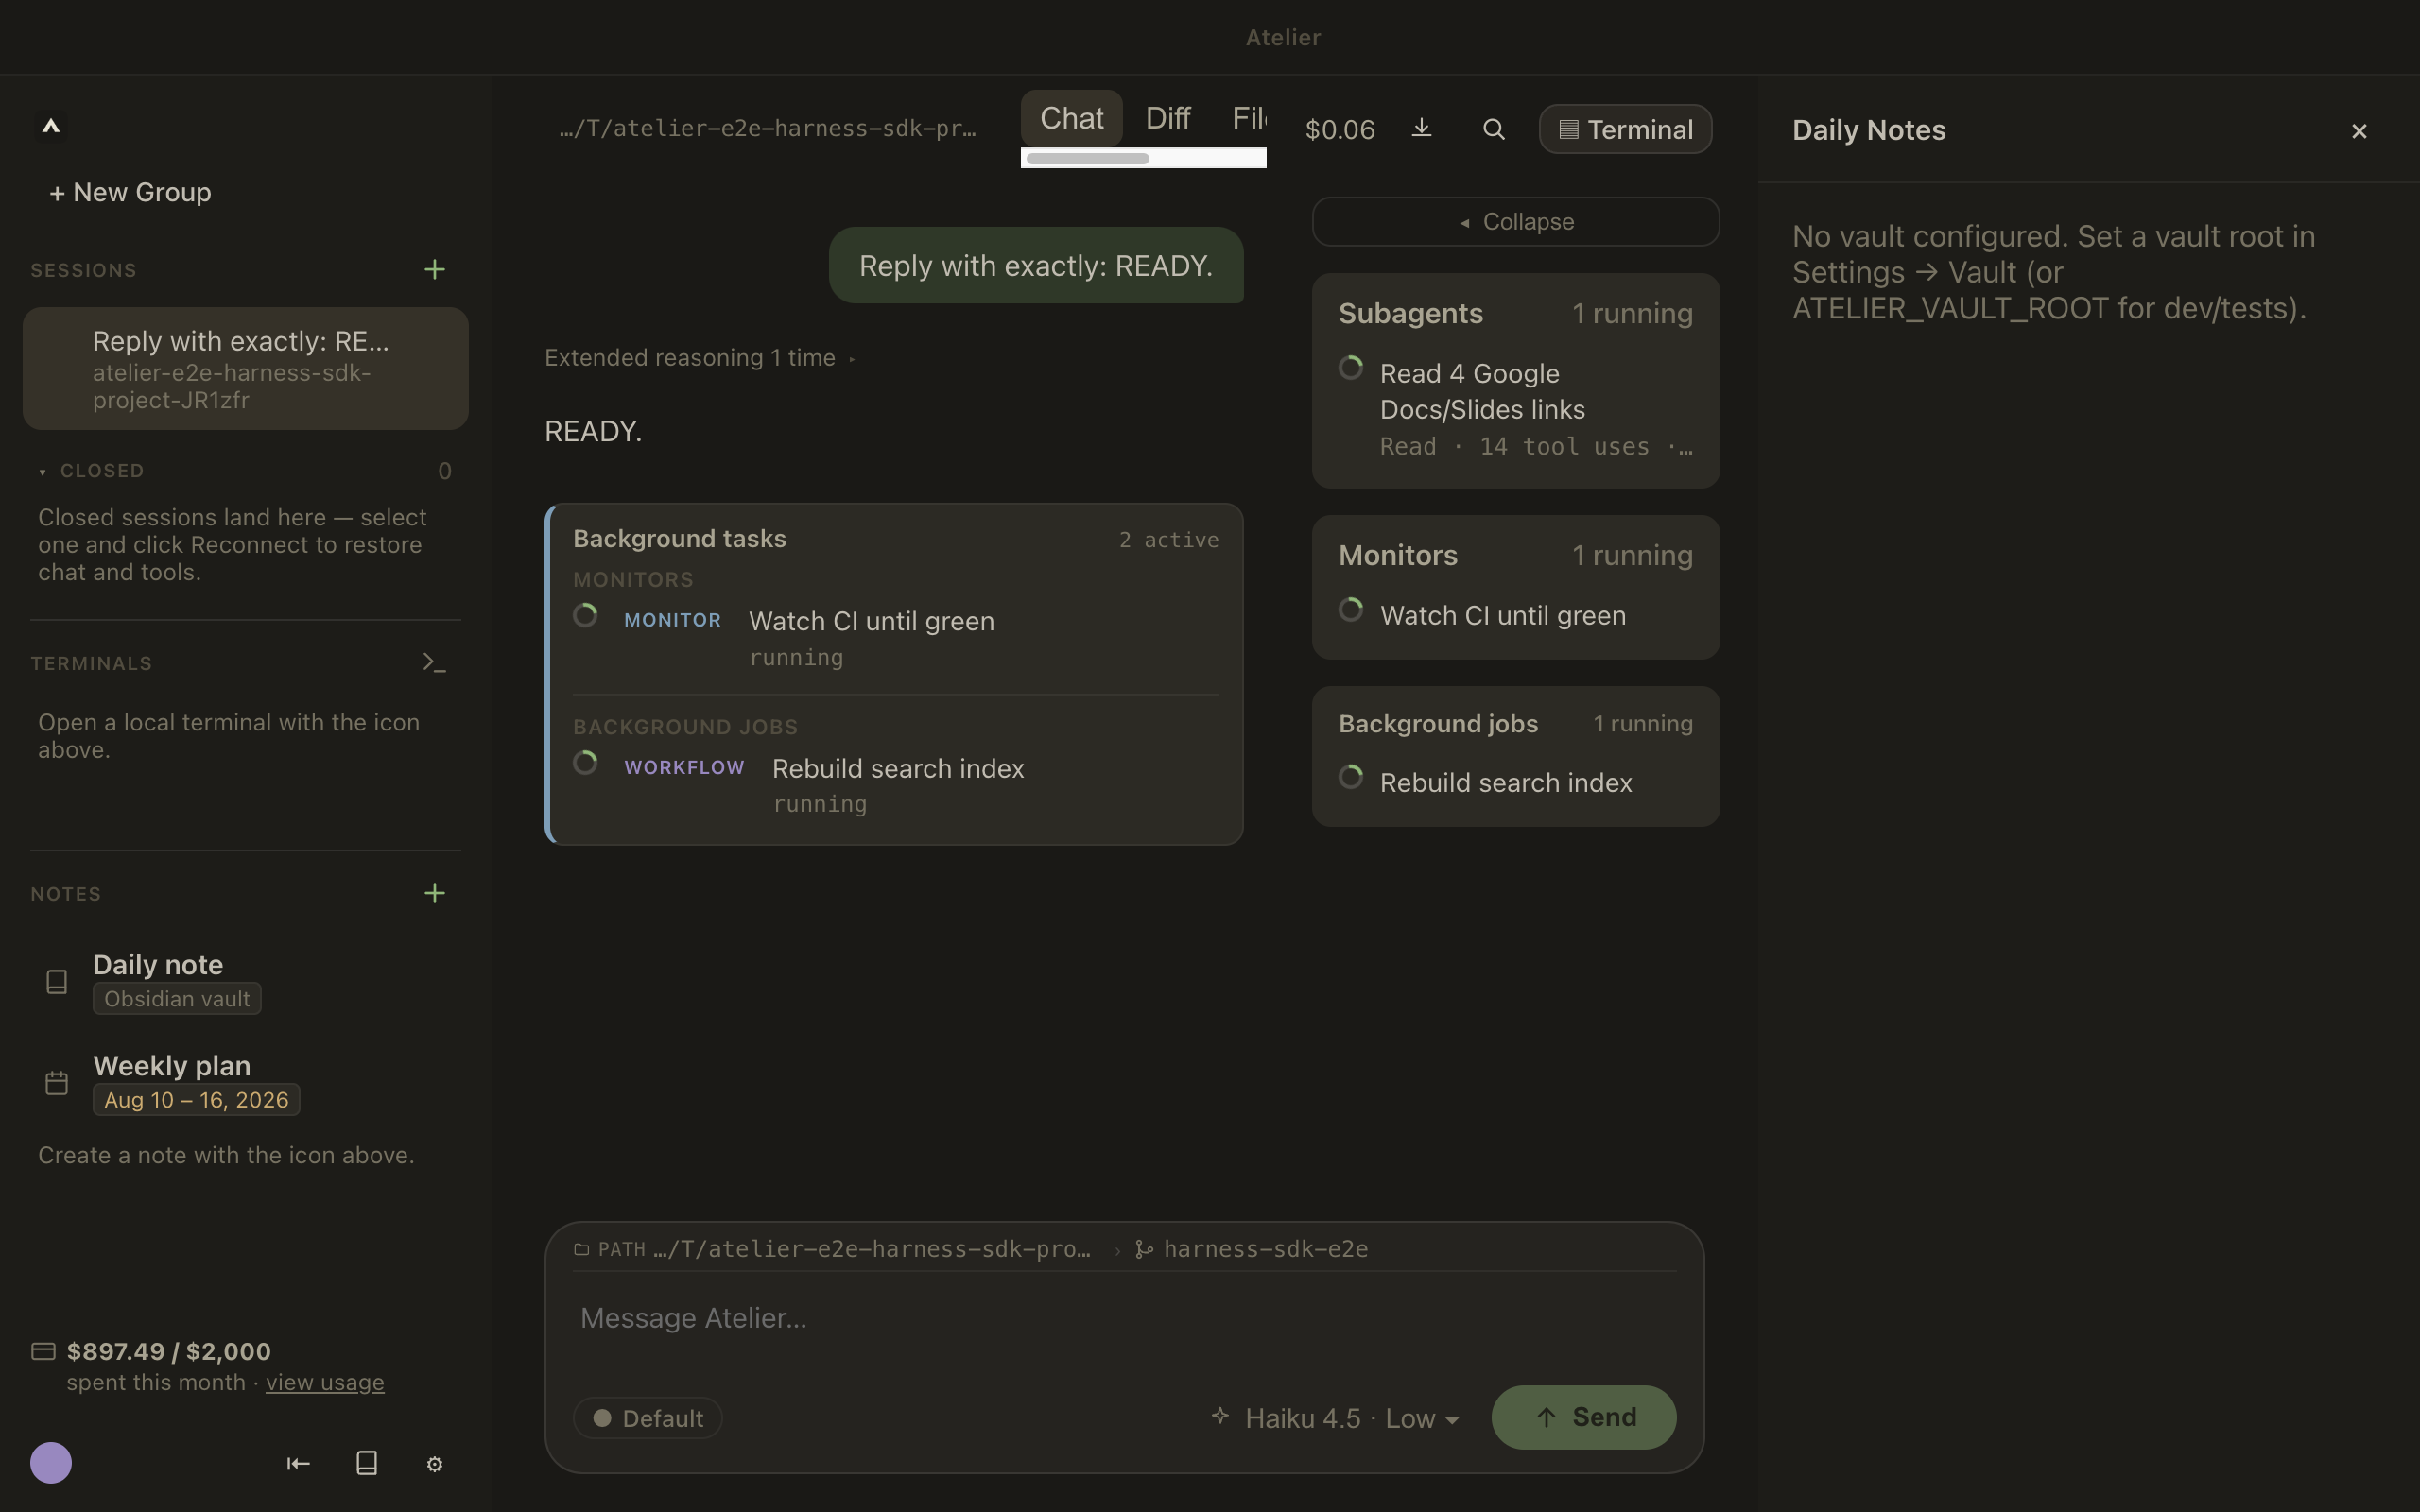 Atelier
+ New Group
SESSIONS
Reply with exactly: RE...
atelier-e2e-harness-sdk-
project-JR1zfr
CLOSED 0
Closed sessions land here — select
one and click Reconnect to restore
chat and tools.
TERMINALS
Open a local terminal with the icon
above.
NOTES
Daily note
Obsidian vault
Weekly plan
Aug 10 – 16, 2026
Create a note with the icon above.
$897.49 / $2,000
spent this month · view usage
…/T/atelier-e2e-harness-sdk-pr…
Chat Diff Fil
$0.06
Terminal
Reply with exactly: READY.
Extended reasoning 1 time
READY.
Background tasks 2 active
MONITORS
MONITOR Watch CI until green
running
BACKGROUND JOBS
WORKFLOW Rebuild search index
running
Collapse
Subagents 1 running
Read 4 Google
Docs/Slides links
Read · 14 tool uses ·…
Monitors 1 running
Watch CI until green
Background jobs 1 running
Rebuild search index
PATH …/T/atelier-e2e-harness-sdk-pro… › harness-sdk-e2e
Message Atelier...
Default
Haiku 4.5 · Low
Send
Daily Notes
No vault configured. Set a vault root in
Settings → Vault (or
ATELIER_VAULT_ROOT for dev/tests).